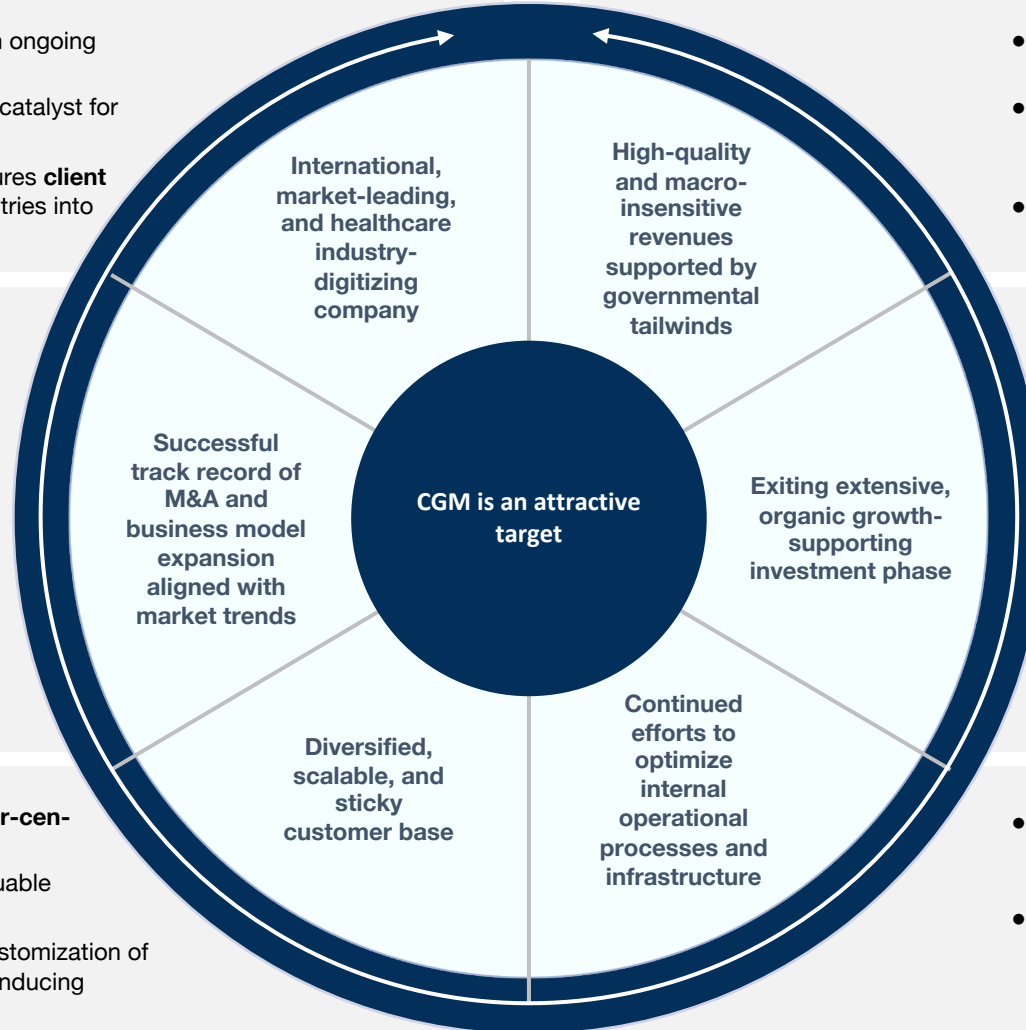 ongoing
catalyst for
client
tries into
International,
market-leading,
and healthcare
industry-
digitizing
company
High-quality
and macro-
insensitive
revenues
supported by
governmental
tailwinds
Successful
track record of
M&A and
business model
expansion
aligned with
market trends
CGM is an attractive
target
Exiting extensive,
organic growth-
supporting
investment phase
Diversified,
scalable, and
sticky
customer base
Continued
efforts to
optimize
internal
operational
processes and
infrastructure
r-cen-
uable
stomization of
nducing